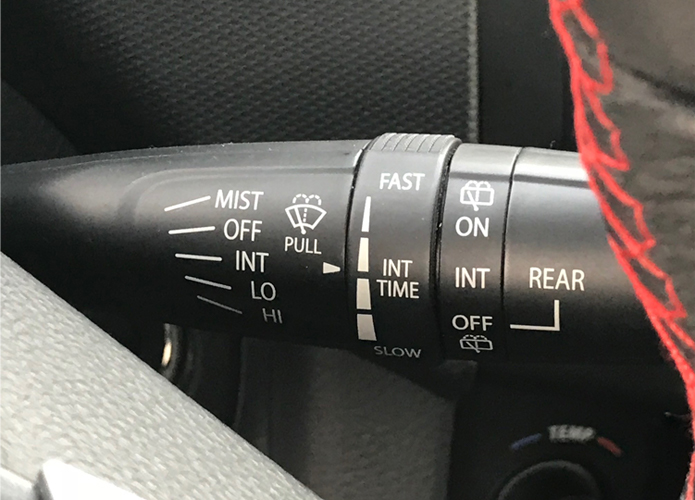 MIST
OFF
INT
LO
HI
PULL
FAST
INT
TIME
SLOW
ON
INT
OFF
REAR
TEMP